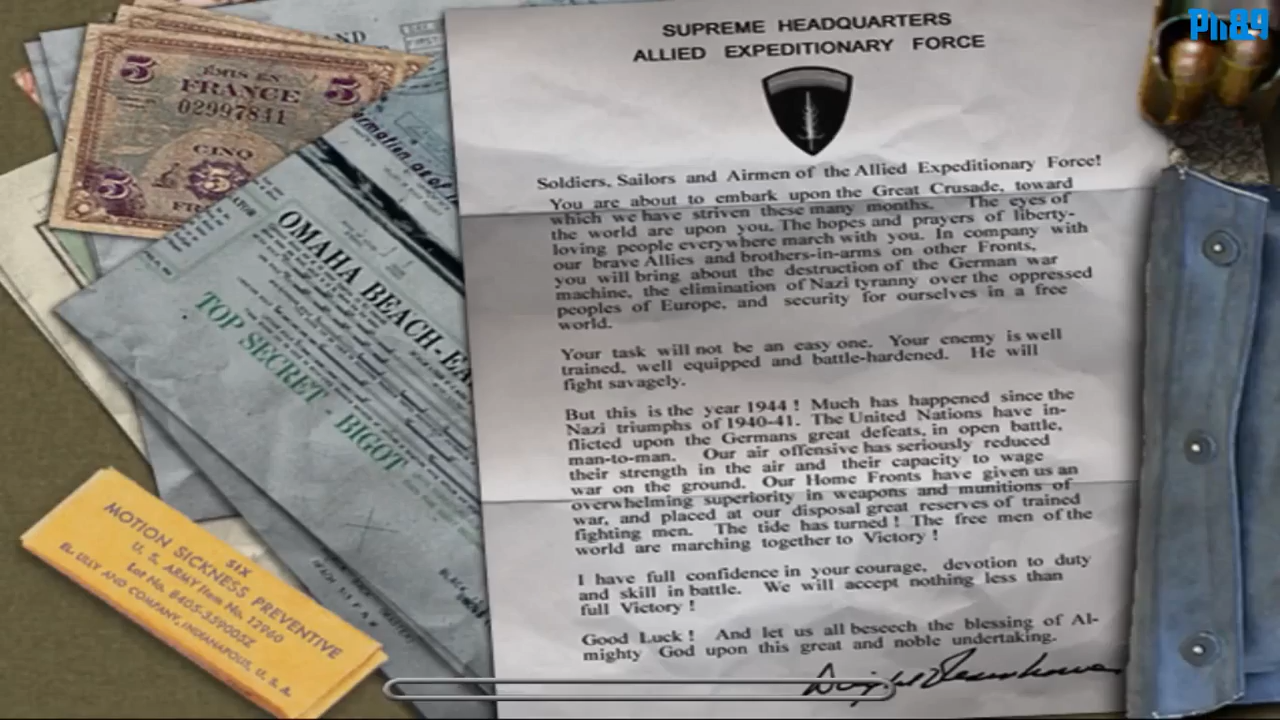 Pli89
SUPREME HEADQUARTERS
ALLIED EXPEDITIONARY FORCE
Soldiers, Sailors and Airmen of the Allied Expeditionary Force!
You are about to embark upon the Great Crusade, toward
which we have striven these many months. The eyes of
the world are upon you. The hopes and prayers of liberty-
loving people everywhere march with you. In company with
our brave Allies and brothers-in-arms on other Fronts,
you will bring about the destruction of the German war
machine, the elimination of Nazi tyranny over the oppressed
peoples of Europe, and security for ourselves in a free
world.
Your task will not be an easy one. Your enemy is well
trained, well equipped and battle-hardened. He will
fight savagely.
But this is the year 1944 ! Much has happened since the
Nazi triumphs of 1940-41. The United Nations have in-
flicted upon the Germans great defeats, in open battle,
man-to-man. Our air offensive has seriously reduced
their strength in the air and their capacity to wage
war on the ground. Our Home Fronts have given us an
overwhelming superiority in weapons and munitions of
war, and placed at our disposal great reserves of trained
fighting men. The tide has turned ! The free men of the
world are marching together to Victory !
I have full confidence in your courage, devotion to duty
and skill in battle. We will accept nothing less than
full Victory !
Good Luck ! And let us all beseech the blessing of Al-
mighty God upon this great and noble undertaking.
Dwight D Eisenhower
5 5
ÉMIS EN
FRANCE
02997841
CINQ
5 5
FR
OMAHA BEACH-EA
TOP SECRET - BIGOT
SIX
MOTION SICKNESS PREVENTIVE
U. S. ARMY Item No. 12960
Lot No. 8405-359005Z
EL LILLY AND COMPANY, INDIANAPOLIS, U. S. A.